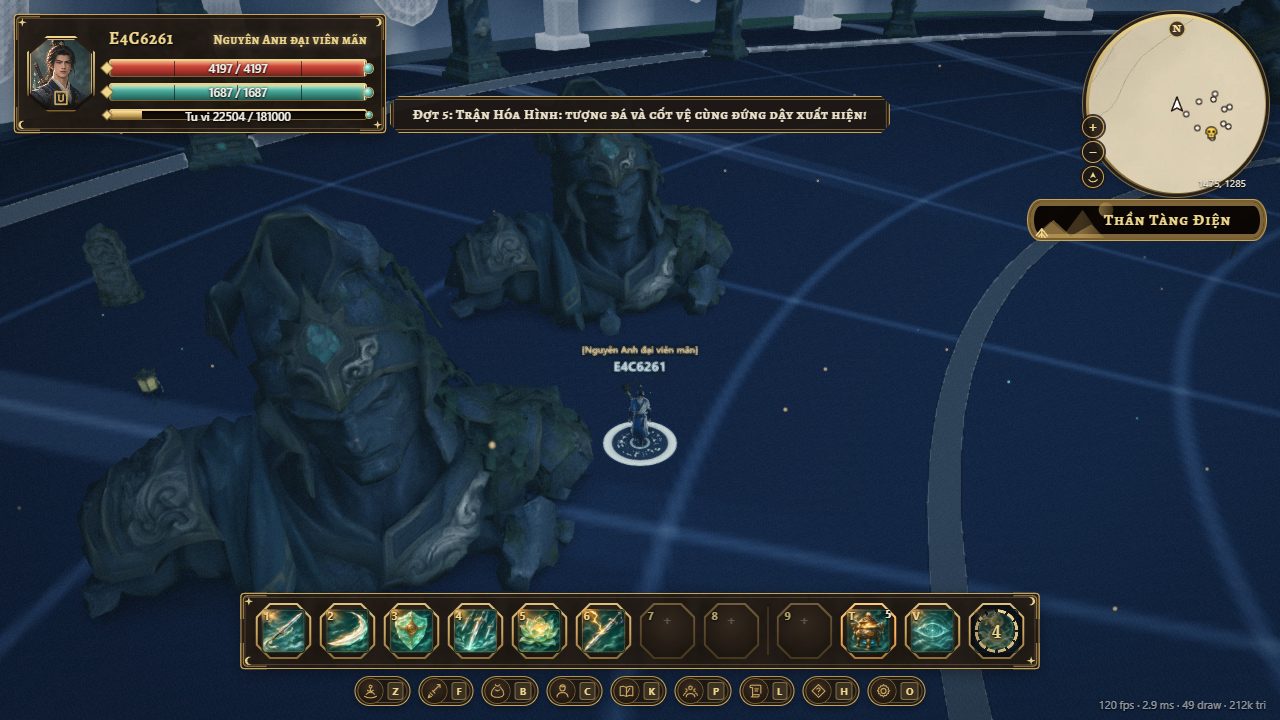 E4C6261
Nguyên Anh đại viên mãn
4197 / 4197
1687 / 1687
U
Tu vi 22504 / 181000
Đợt 5: Trận Hóa Hình: tượng đá và cốt vệ cùng đứng dậy xuất hiện!
N
+
−
1285
Thần Tàng Điện
[Nguyên Anh đại viên mãn]
E4C6261
1 2 3 4 5 6 7 8 9 T 5 V 4
Z F B C K P L H O
120 fps · 2.9 ms · 49 draw · 212k tri